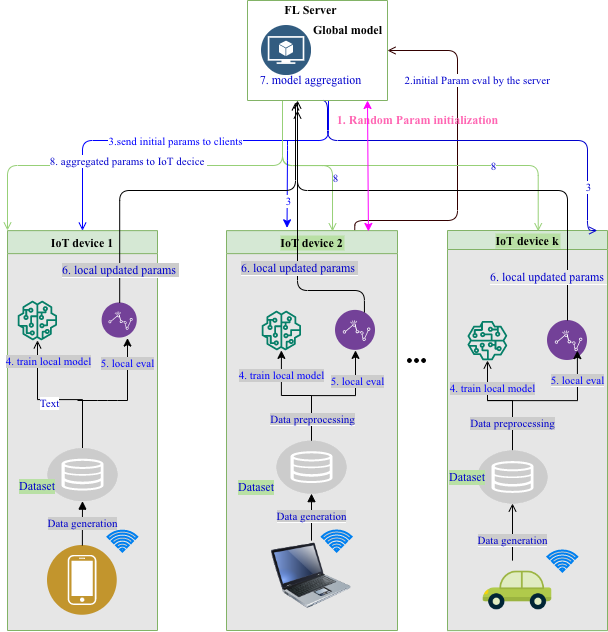 FL Server
Global model
7. model aggregation
2.initial Param eval by the server
1. Random Param initialization
3.send initial params to clients
8. aggregated params to IoT decice
8
8
3
3
IoT device 1
6. local updated params
4. train local model
5. local eval
Text
Dataset
Data generation
IoT device 2
6. local updated params
4. train local model
5. local eval
Data preprocessing
Dataset
Data generation
•••
IoT device k
6. local updated params
4. train local model
5. local eval
Data preprocessing
Dataset
Data generation